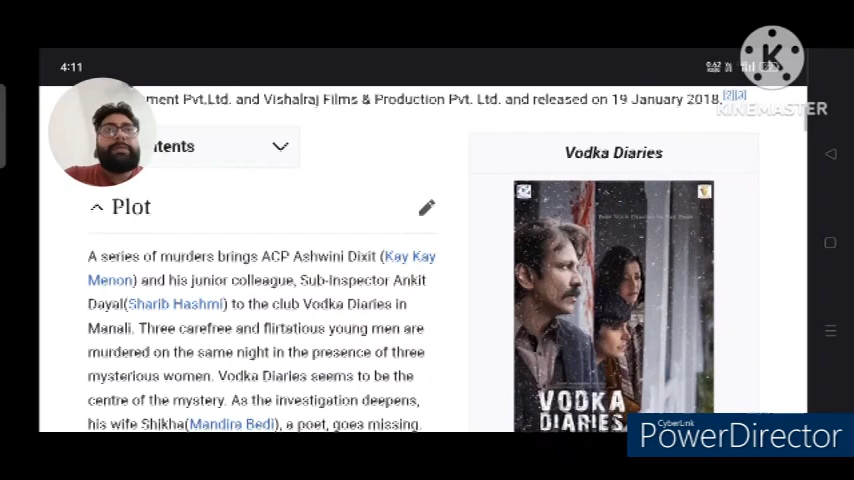 4:11
0.62
KINEMASTER
ment Pvt.Ltd. and Vishalraj Films & Production Pvt. Ltd. and released on 19 January 2018.[2][3]
tents
Vodka Diaries
Plot
A series of murders brings ACP Ashwini Dixit (Kay Kay
Menon) and his junior colleague, Sub-Inspector Ankit
Dayal(Sharib Hashmi) to the club Vodka Diaries in
Manali. Three carefree and flirtatious young men are
murdered on the same night in the presence of three
mysterious women. Vodka Diaries seems to be the
centre of the mystery. As the investigation deepens,
his wife Shikha(Mandira Bedi), a poet, goes missing.
VODKA
DIARIES
CyberLink
PowerDirector